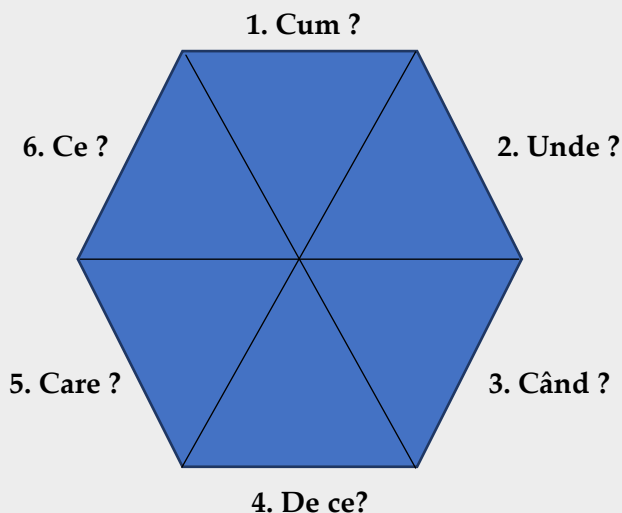 1. Cum ?
2. Unde ?
3. Când ?
4. De ce?
5. Care ?
6. Ce ?